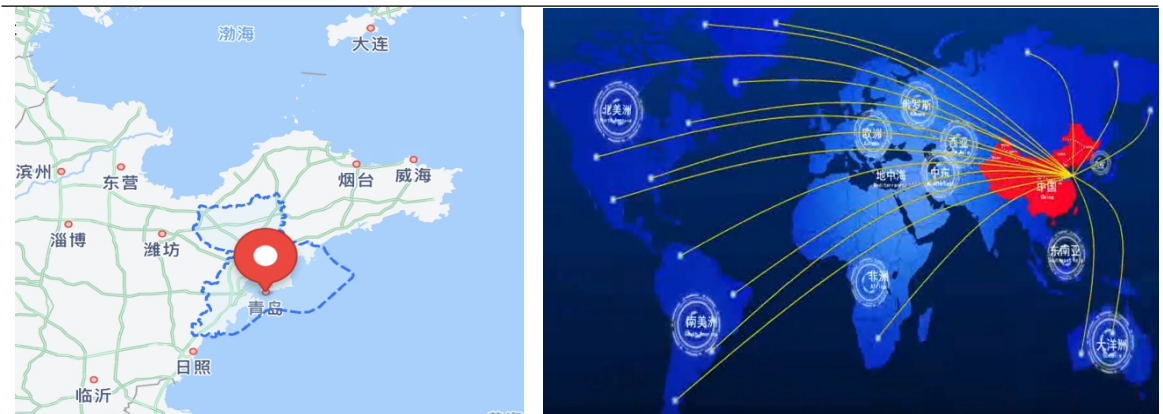 渤海
大连
滨州
东营
烟台
威海
淄博
潍坊
青岛
日照
临沂
北美洲
俄罗斯
欧洲
西亚
地中海
中东
中国
China
东南亚
非洲
南美洲
大洋洲